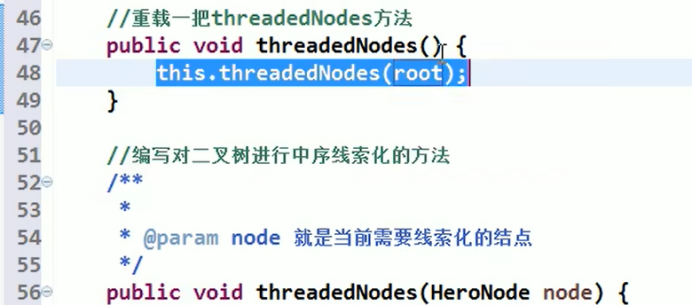 46 //重载一把threadedNodes方法
47 public void threadedNodes() {
48 this.threadedNodes(root);
49 }
50
51 //编写对二叉树进行中序线索化的方法
52 /**
53 *
54 * @param node 就是当前需要线索化的结点
55 */
56 public void threadedNodes(HeroNode node) {